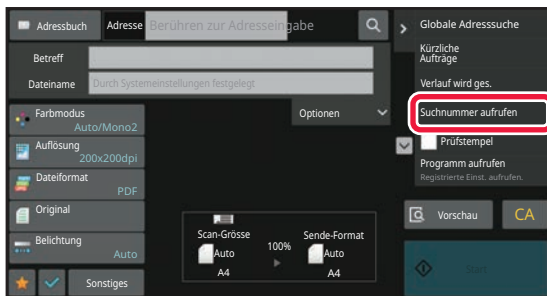 Adressbuch
Adresse
Berühren zur Adresseingabe
Betreff
Dateiname
Durch Systemeinstellungen festgelegt
Farbmodus
Auto/Mono2
Auflösung
200x200dpi
Dateiformat
PDF
Original
Belichtung
Auto
Sonstiges
Optionen
Scan-Grösse
Auto
A4
100%
Sende-Format
Auto
A4
Globale Adresssuche
Kürzliche
Aufträge
Verlauf wird ges.
Suchnummer aufrufen
Prüfstempel
Programm aufrufen
Registrierte Einst. aufrufen.
Vorschau
CA
Start